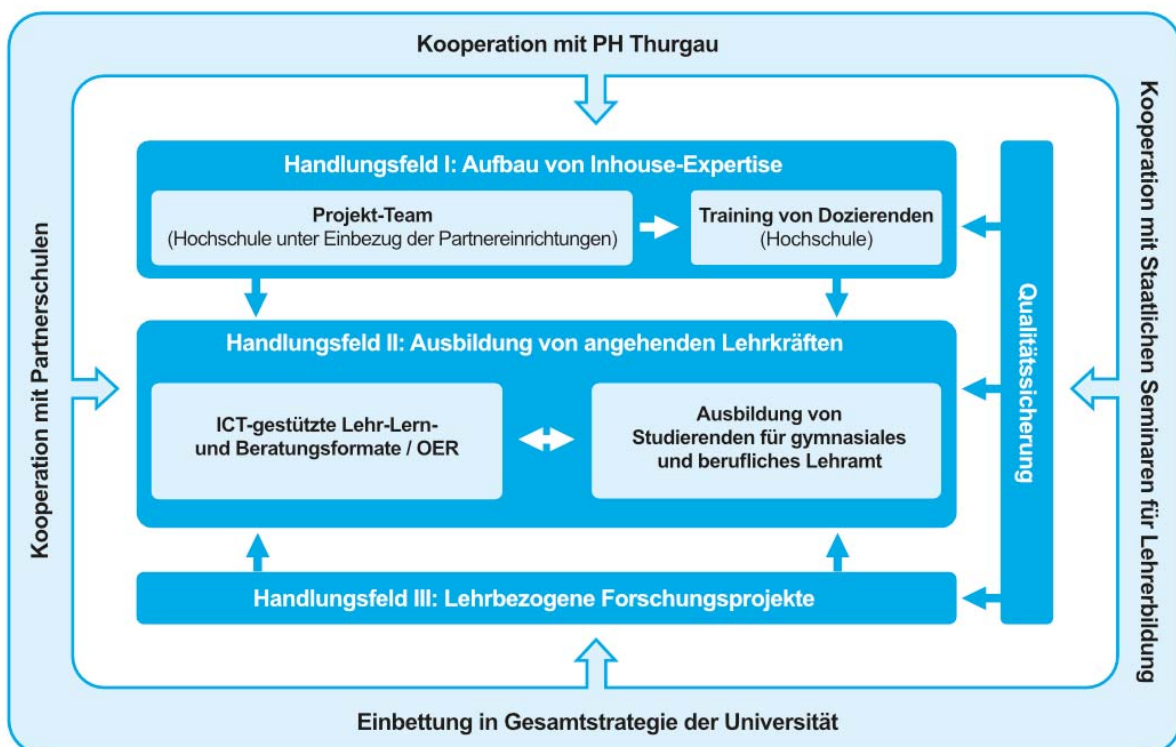 Kooperation mit PH Thurgau
Kooperation mit Partnerschulen
Handlungsfeld I: Aufbau von Inhouse-Expertise
Projekt-Team
(Hochschule unter Einbezug der Partnereinrichtungen)
Training von Dozierenden
(Hochschule)
Handlungsfeld II: Ausbildung von angehenden Lehrkräften
ICT-gestützte Lehr-Lern-
und Beratungsformate / OER
Ausbildung von
Studierenden für gymnasiales
und berufliches Lehramt
Handlungsfeld III: Lehrbezogene Forschungsprojekte
Qualitätssicherung
Kooperation mit Staatlichen Seminaren für Lehrerbildung
Einbettung in Gesamtstrategie der Universität